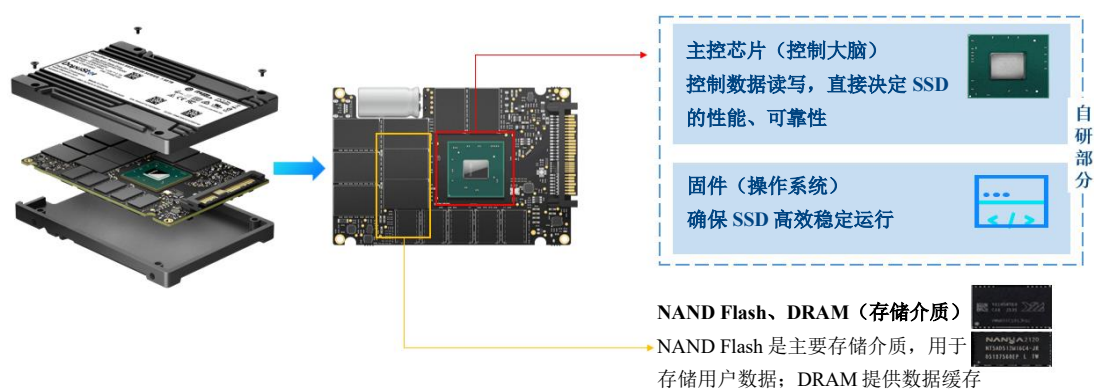 DapuStor
主控芯片（控制大脑）
控制数据读写，直接决定 SSD
的性能、可靠性
自研部分
固件（操作系统）
确保 SSD 高效稳定运行
</>
NAND Flash、DRAM（存储介质）
NAND Flash 是主要存储介质，用于
存储用户数据；DRAM 提供数据缓存
NANYA 2120